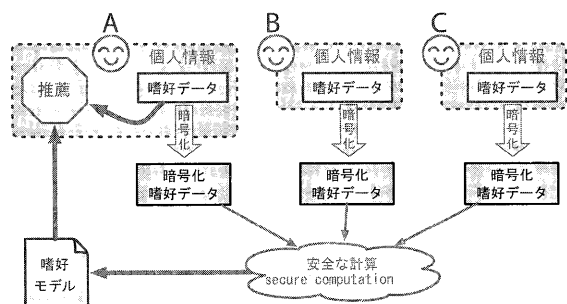 A
B
C
個人情報
個人情報
個人情報
推薦
嗜好データ
嗜好データ
嗜好データ
暗号化
暗号化
暗号化
暗号化
嗜好データ
暗号化
嗜好データ
暗号化
嗜好データ
嗜好
モデル
安全な計算
secure computation